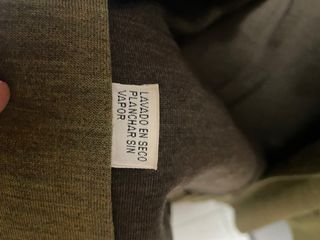 LAVADO EN SECO
PLANCHAR SIN
VAPOR